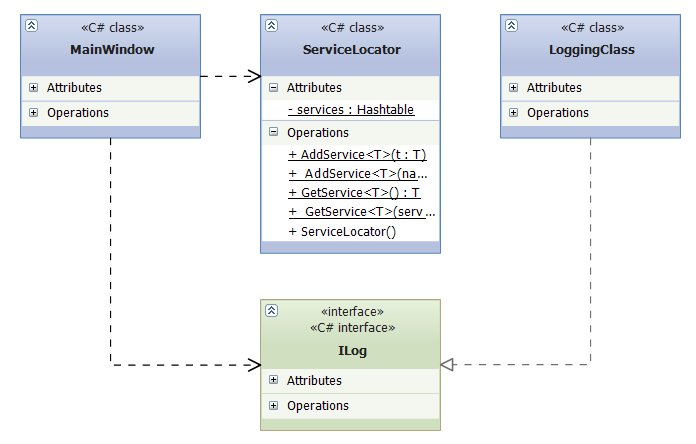 «C# class»
MainWindow
Attributes
Operations
«C# class»
ServiceLocator
Attributes
- services : Hashtable
Operations
+ AddService<T>(t : T)
+ AddService<T>(na...
+ GetService<T>() : T
+ GetService<T>(serv...
+ ServiceLocator()
«C# class»
LoggingClass
Attributes
Operations
«interface»
«C# interface»
ILog
Attributes
Operations